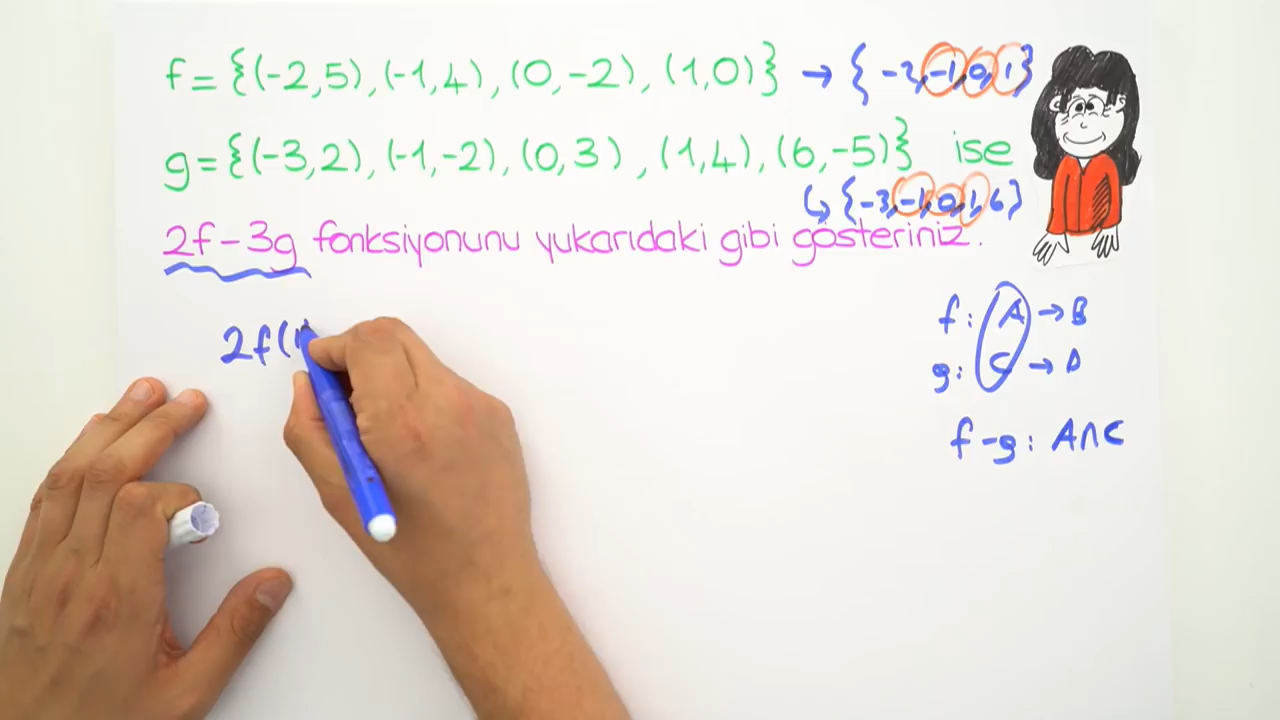 f = {(-2,5), (-1,4), (0,-2), (1,0)} → {-2,-1,0,1}
g = {(-3,2), (-1,-2), (0,3), (1,4), (6,-5)} ise
↳ {-3,-1,0,1,6}
2f-3g fonksiyonunu yukarıdaki gibi gösteriniz.
f: A → B
g: C → D
f-g: A∩C
2f(